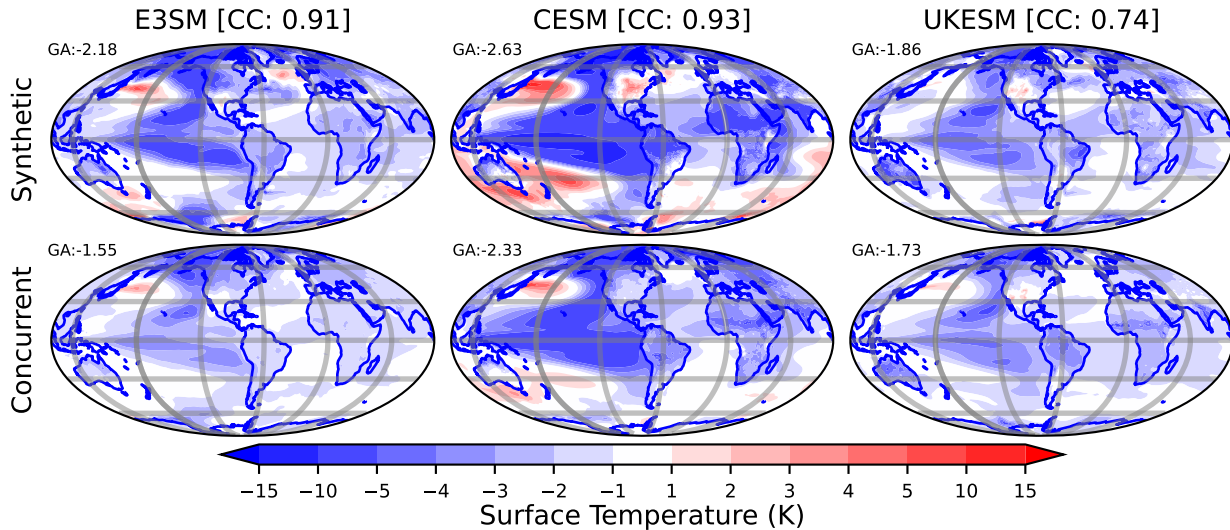 E3SM [CC: 0.91]
CESM [CC: 0.93]
UKESM [CC: 0.74]
Synthetic
GA:-2.18
GA:-2.63
GA:-1.86
Concurrent
GA:-1.55
GA:-2.33
GA:-1.73
−15 −10 −5 −4 −3 −2 −1 1 2 3 4 5 10 15
Surface Temperature (K)